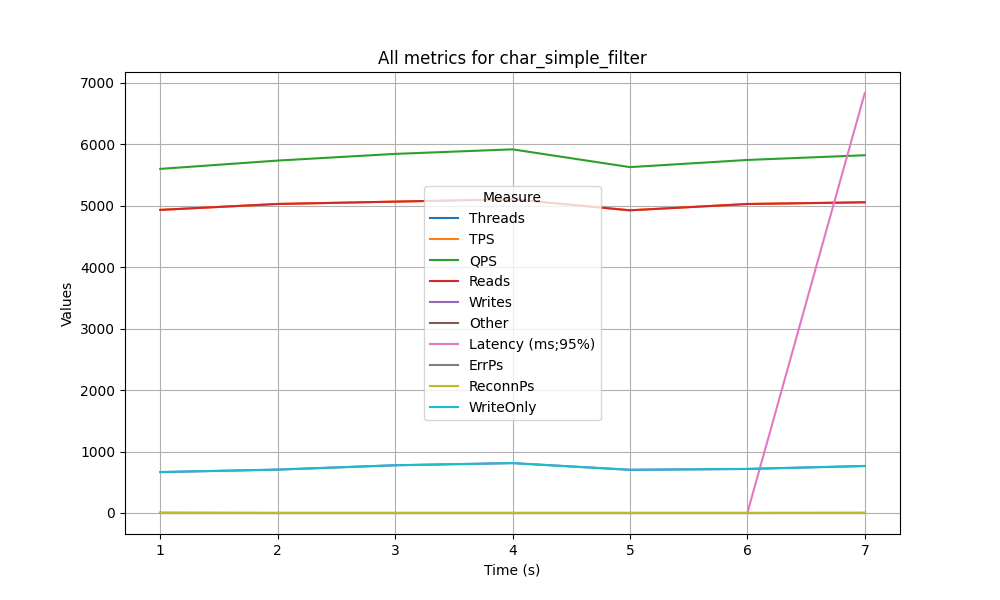 All metrics for char_simple_filter
7000
6000
5000
4000
3000
2000
1000
0
Values
Measure
Threads
TPS
QPS
Reads
Writes
Other
Latency (ms;95%)
ErrPs
ReconnPs
WriteOnly
1 2 3 4 5 6 7
Time (s)